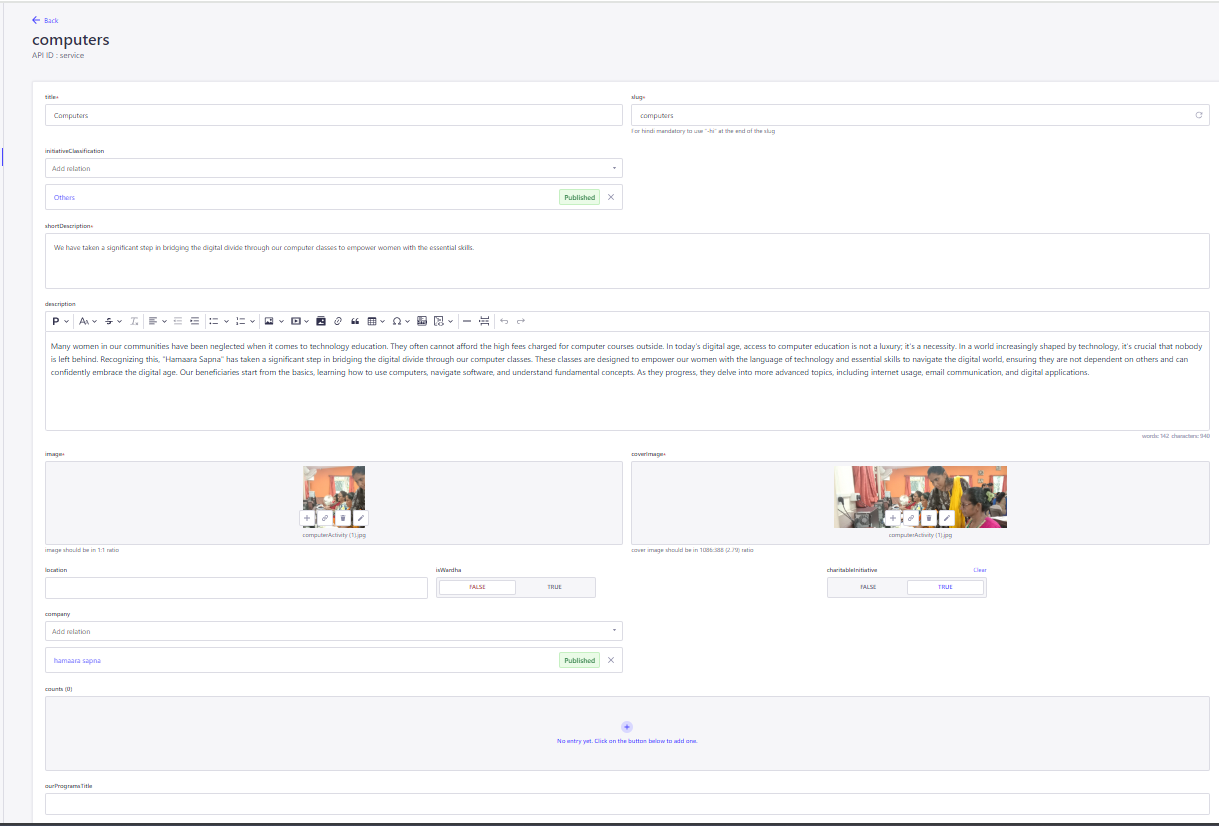 Back
computers
API ID : service
title*
slug*
Computers
computers
For hindi mandatory to use "-hi" at the end of the slug
initiativeClassification
Add relation
Others
Published
shortDescription*
We have taken a significant step in bridging the digital divide through our computer classes to empower women with the essential skills.
description
Many women in our communities have been neglected when it comes to technology education. They often cannot afford the high fees charged for computer courses outside. In today's digital age, access to computer education is not a luxury; it's a necessity. In a world increasingly shaped by technology, it's crucial that nobody
is left behind. Recognizing this, "Hamaara Sapna" has taken a significant step in bridging the digital divide through our computer classes. These classes are designed to empower our women with the language of technology and essential skills to navigate the digital world, ensuring they are not dependent on others and can
confidently embrace the digital age. Our beneficiaries start from the basics, learning how to use computers, navigate software, and understand fundamental concepts. As they progress, they delve into more advanced topics, including internet usage, email communication, and digital applications.
words: 142 characters: 940
image*
coverImage*
computerActivity (1).jpg
computerActivity (1).jpg
image should be in 1:1 ratio
cover image should be in 1086:388 (2.79) ratio
location
isWardha
charitableInitiative
Clear
FALSE
TRUE
FALSE
TRUE
company
Add relation
hamaara sapna
Published
counts (0)
No entry yet. Click on the button below to add one.
ourProgramsTitle